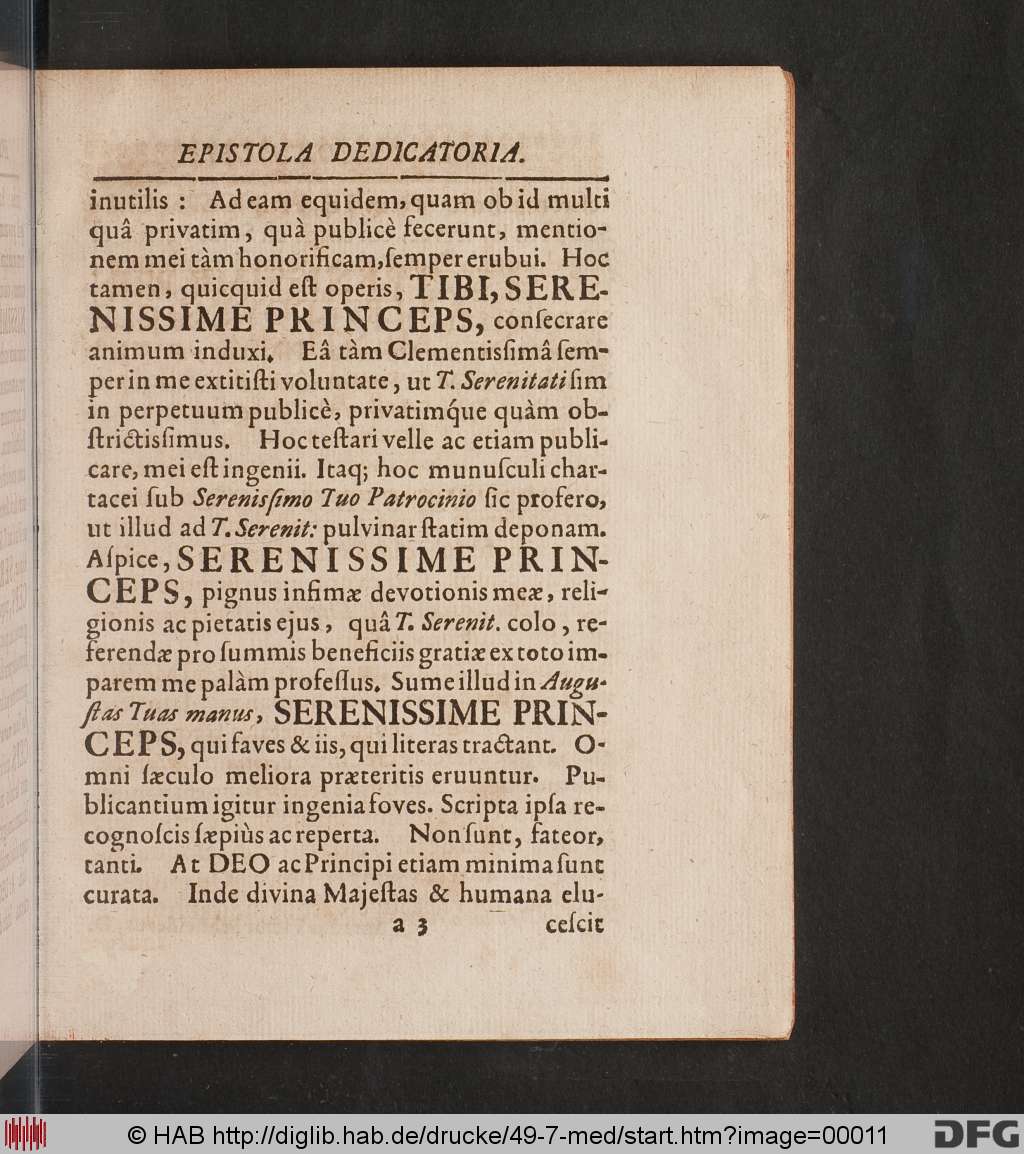 EPISTOLA DEDICATORIA.
inutilis : Ad eam equidem, quam ob id multi
quâ privatim, quà publicè fecerunt, mentio-
nem mei tàm honorificam, ſemper erubui. Hoc
tamen, quicquid eſt operis, TIBI, SERE-
NISSIME PRINCEPS, conſecrare
animum induxi. Eâ tàm Clementisſimâ ſem-
per in me extitiſti voluntate, ut T. Serenitati ſim
in perpetuum publicè, privatimq́ue quàm ob-
ſtrictisſimus. Hoc teſtari velle ac etiam publi-
care, mei eſt ingenii. Itaq; hoc munuſculi char-
tacei ſub Serenisſimo Tuo Patrocinio ſic profero,
ut illud ad T. Serenit: pulvinar ſtatim deponam.
Aſpice, SERENISSIME PRIN-
CEPS, pignus infimæ devotionis meæ, reli-
gionis ac pietatis ejus, quâ T. Serenit. colo, re-
ferendæ pro ſummis beneficiis gratiæ ex toto im-
parem me palàm profeſſus. Sume illud in Augu-
ſtas Tuas manus, SERENISSIME PRIN-
CEPS, qui faves & iis, qui literas tractant. O-
mni ſæculo meliora præteritis eruuntur. Pu-
blicantium igitur ingenia foves. Scripta ipſa re-
cognoſcis ſæpiùs ac reperta. Non ſunt, fateor,
tanti. At DEO ac Principi etiam minima ſunt
curata. Inde divina Majeſtas & humana elu-
a 3 ceſcit
© HAB http://diglib.hab.de/drucke/49-7-med/start.htm?image=00011
DFG